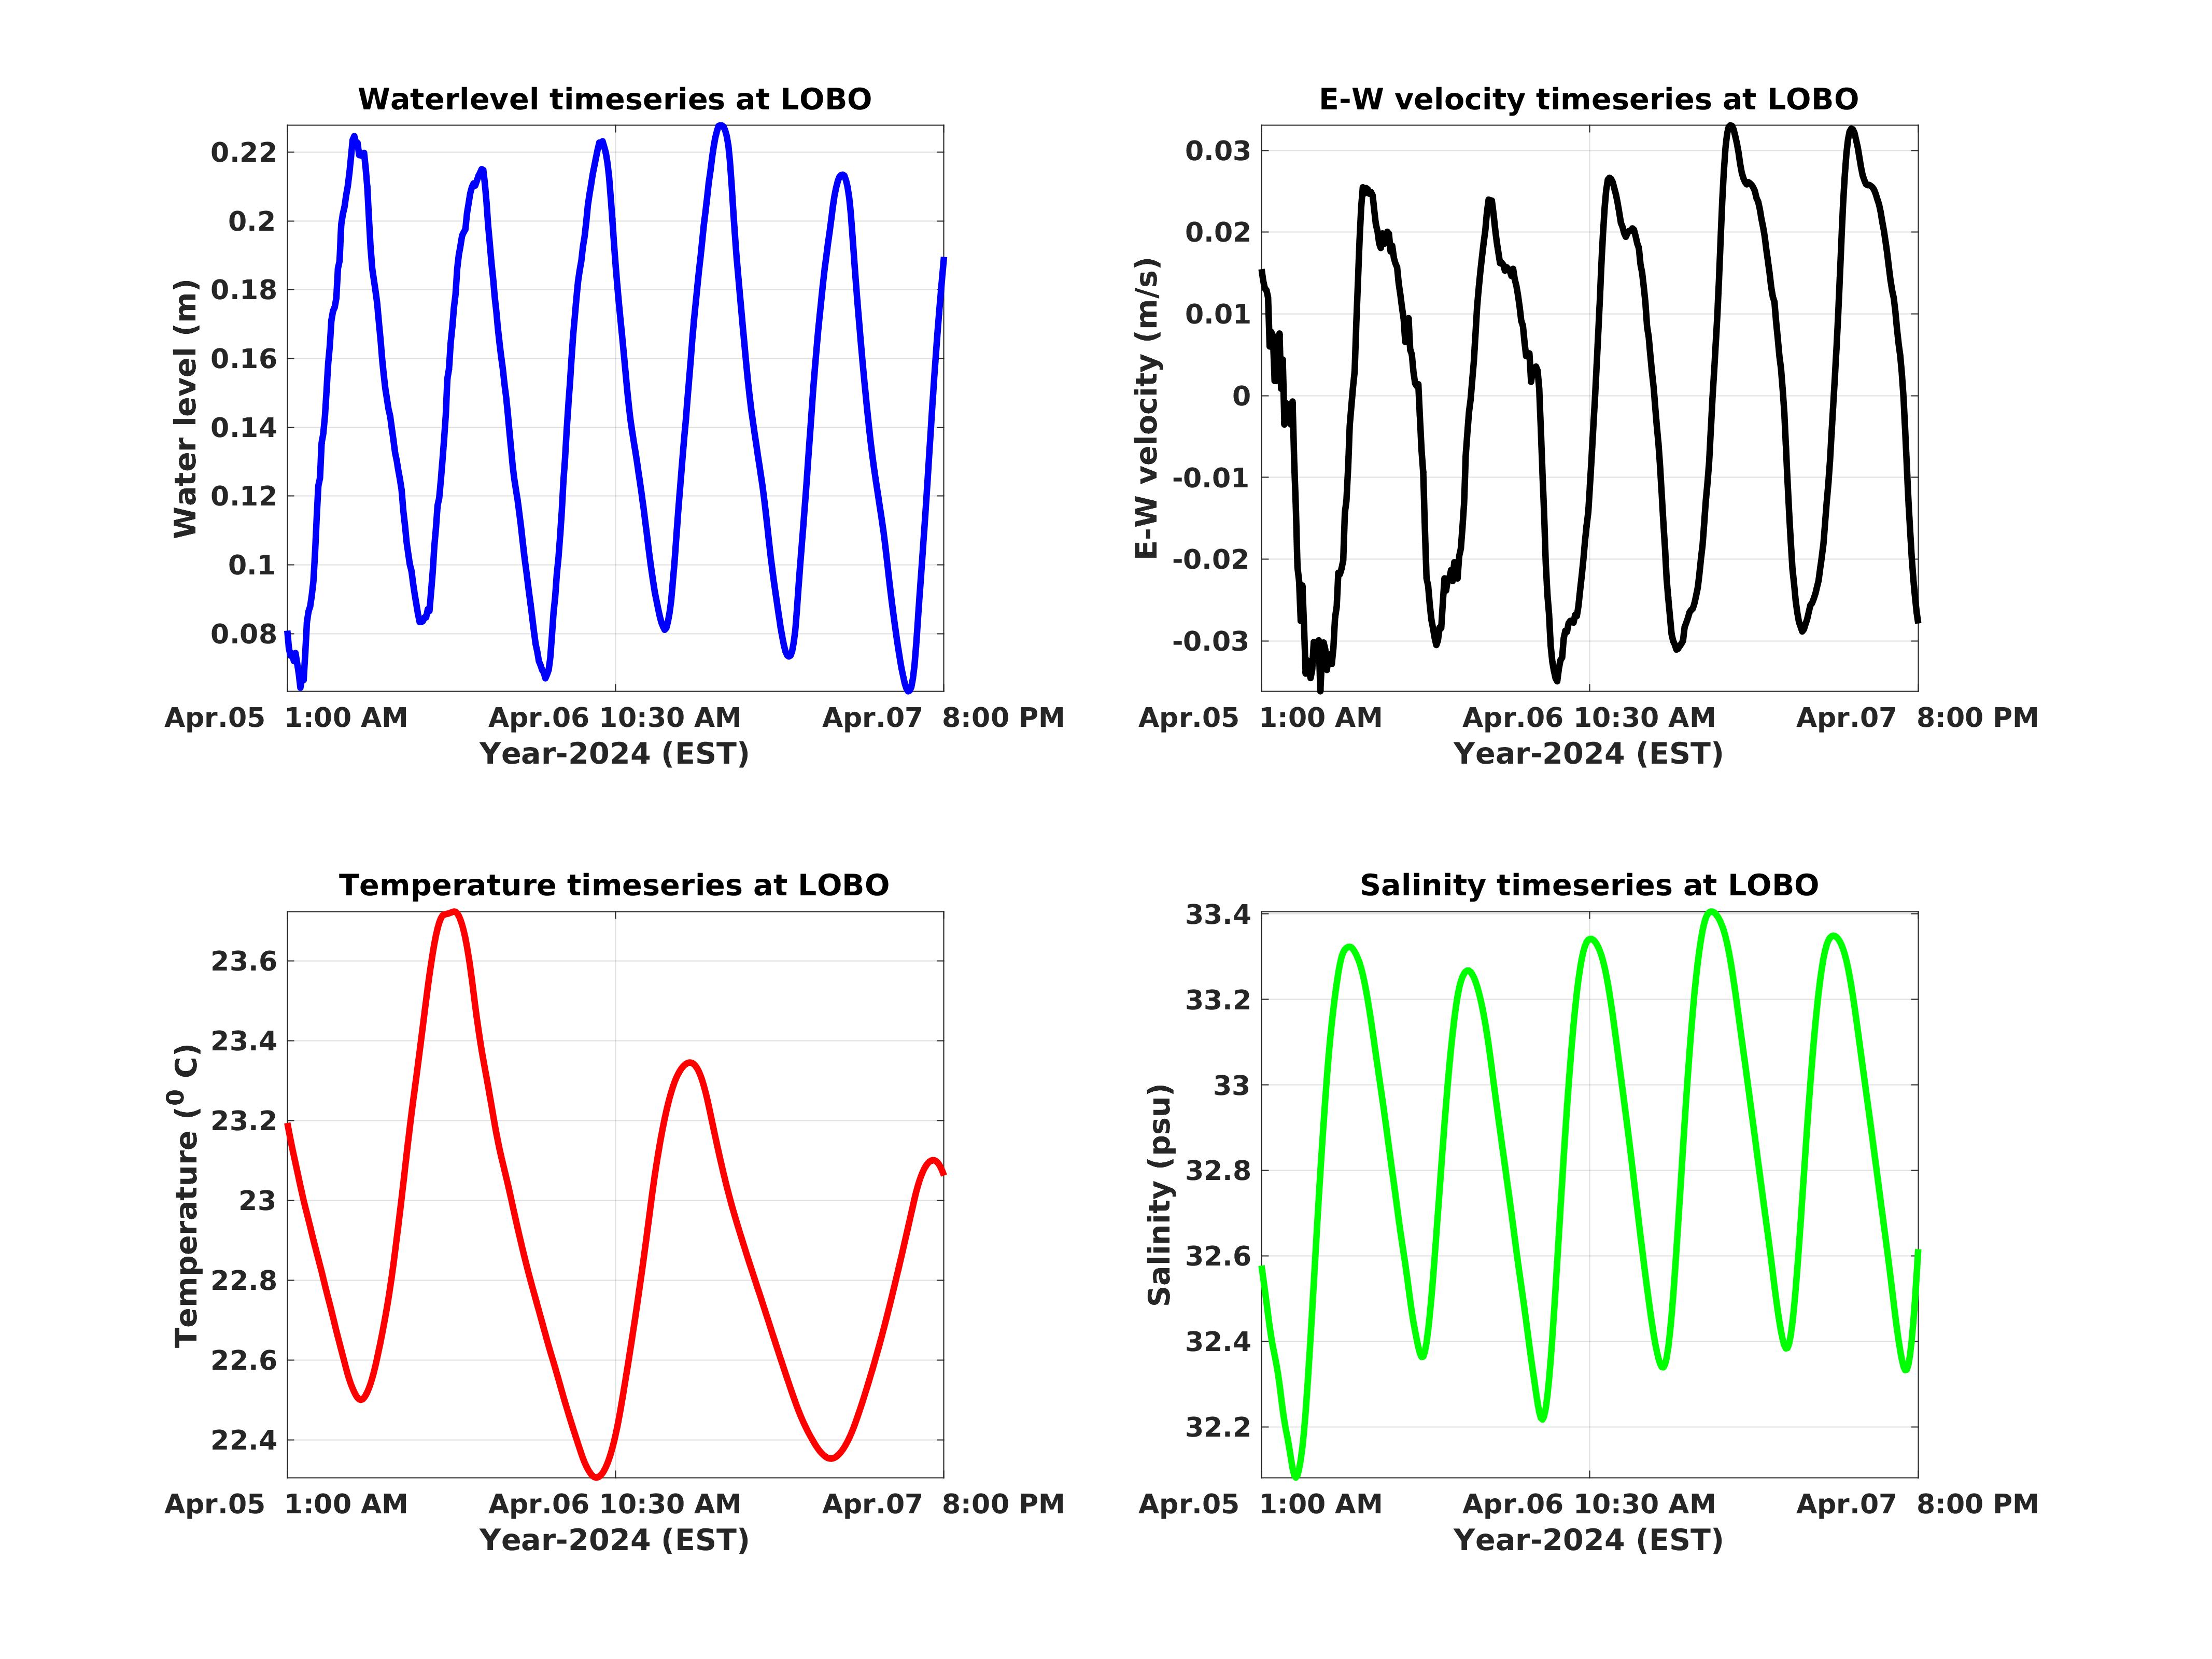 Waterlevel timeseries at LOBO
Water level (m)
0.22
0.2
0.18
0.16
0.14
0.12
0.1
0.08
Apr.05 1:00 AM
Apr.06 10:30 AM
Apr.07 8:00 PM
Year-2024 (EST)
E-W velocity timeseries at LOBO
E-W velocity (m/s)
0.03
0.02
0.01
0
-0.01
-0.02
-0.03
Apr.05 1:00 AM
Apr.06 10:30 AM
Apr.07 8:00 PM
Year-2024 (EST)
Temperature timeseries at LOBO
Temperature (⁰ C)
23.6
23.4
23.2
23
22.8
22.6
22.4
Apr.05 1:00 AM
Apr.06 10:30 AM
Apr.07 8:00 PM
Year-2024 (EST)
Salinity timeseries at LOBO
Salinity (psu)
33.4
33.2
33
32.8
32.6
32.4
32.2
Apr.05 1:00 AM
Apr.06 10:30 AM
Apr.07 8:00 PM
Year-2024 (EST)